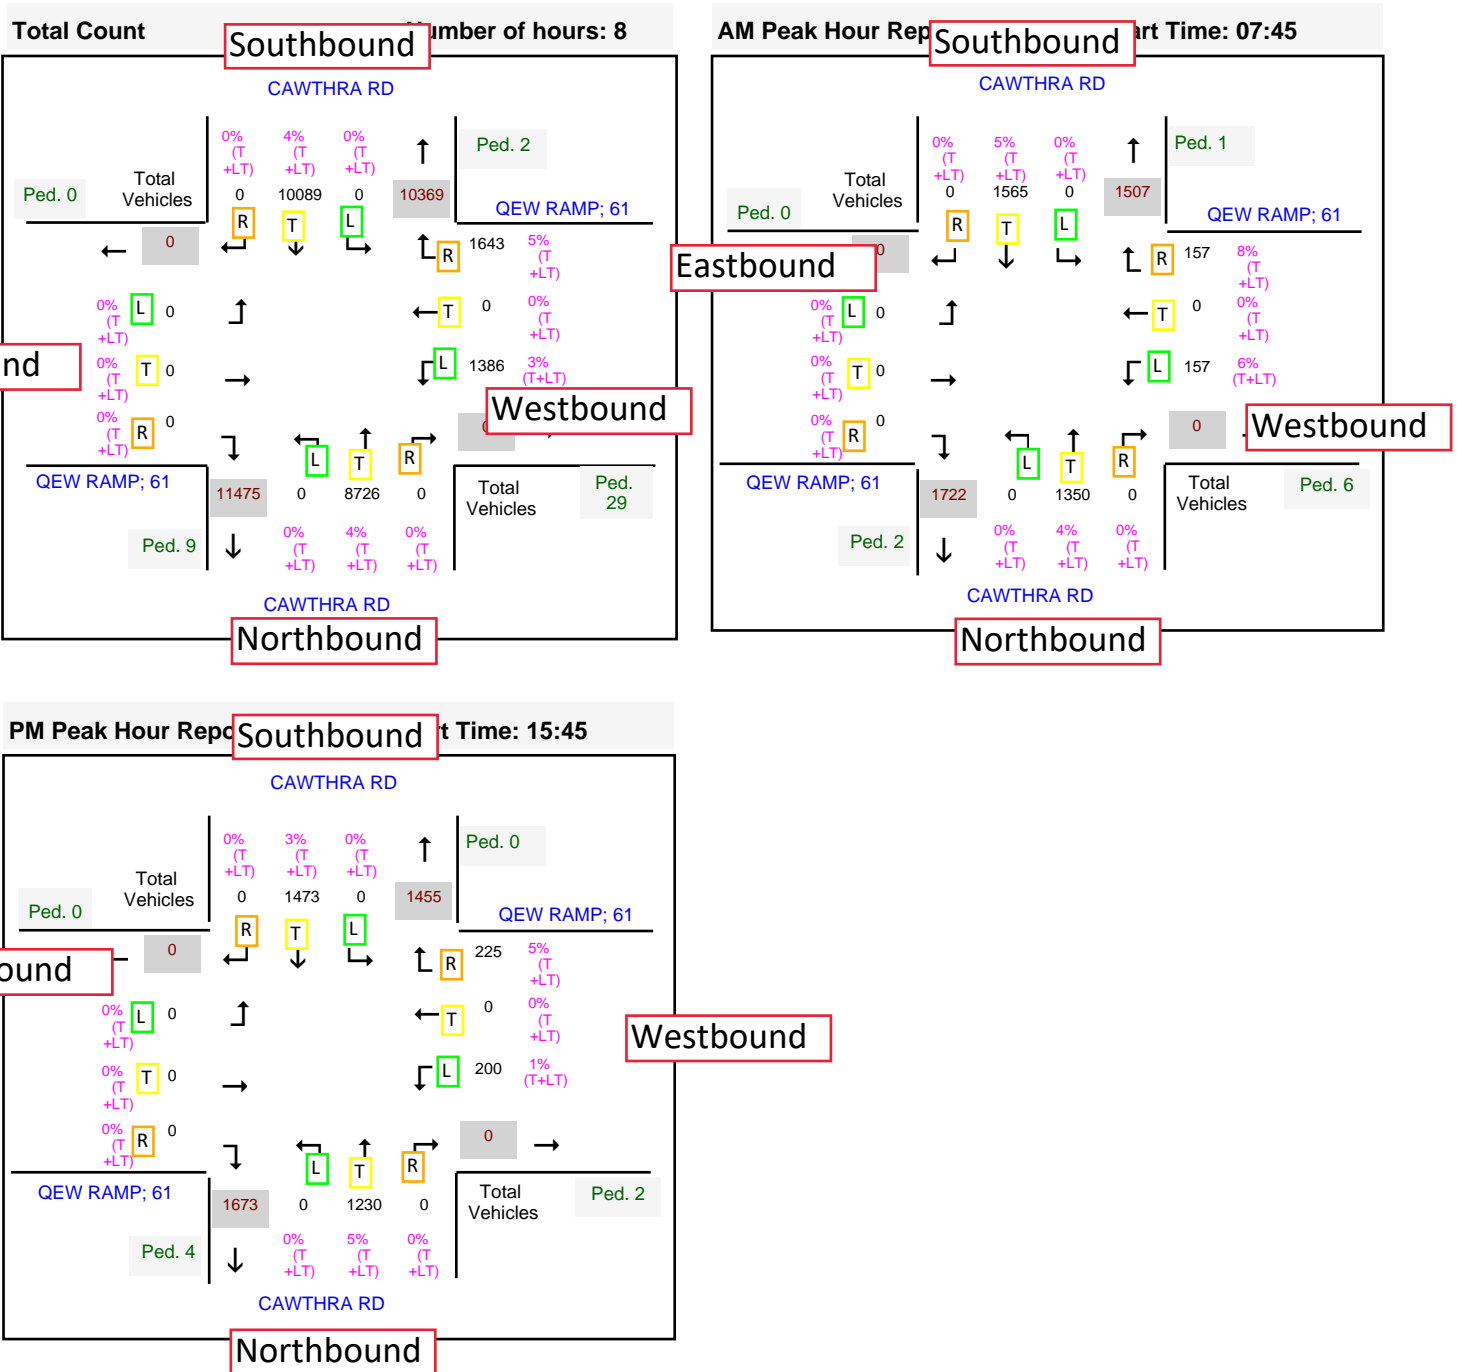 Total Count
Number of hours: 8
Southbound
CAWTHRA RD
0% (T +LT)
4% (T +LT)
0% (T +LT)
Ped. 2
Total Vehicles
Ped. 0
0
10089
0
10369
QEW RAMP; 61
R
T
L
0
R
1643
5% (T +LT)
0% (T +LT)
L
0
T
0
0% (T +LT)
nd
0% (T +LT)
T
0
L
1386
3% (T+LT)
0% (T +LT)
R
0
Westbound
L
T
R
QEW RAMP; 61
11475
0
8726
0
Total Vehicles
Ped. 29
Ped. 9
0% (T +LT)
4% (T +LT)
0% (T +LT)
CAWTHRA RD
Northbound
AM Peak Hour Rep
Southbound
art Time: 07:45
CAWTHRA RD
0% (T +LT)
5% (T +LT)
0% (T +LT)
Ped. 1
Total Vehicles
Ped. 0
0
1565
0
1507
QEW RAMP; 61
R
T
L
Eastbound
0
R
157
8% (T +LT)
0% (T +LT)
L
0
T
0
0% (T +LT)
0% (T +LT)
T
0
L
157
6% (T+LT)
0% (T +LT)
R
0
0
Westbound
L
T
R
QEW RAMP; 61
1722
0
1350
0
Total Vehicles
Ped. 6
Ped. 2
0% (T +LT)
4% (T +LT)
0% (T +LT)
CAWTHRA RD
Northbound
PM Peak Hour Repo
Southbound
t Time: 15:45
CAWTHRA RD
0% (T +LT)
3% (T +LT)
0% (T +LT)
Ped. 0
Total Vehicles
Ped. 0
0
1473
0
1455
QEW RAMP; 61
R
T
L
0
R
225
5% (T +LT)
ound
0% (T +LT)
L
0
T
0
0% (T +LT)
Westbound
0% (T +LT)
T
0
L
200
1% (T+LT)
0% (T +LT)
R
0
0
L
T
R
QEW RAMP; 61
1673
0
1230
0
Total Vehicles
Ped. 2
Ped. 4
0% (T +LT)
5% (T +LT)
0% (T +LT)
CAWTHRA RD
Northbound